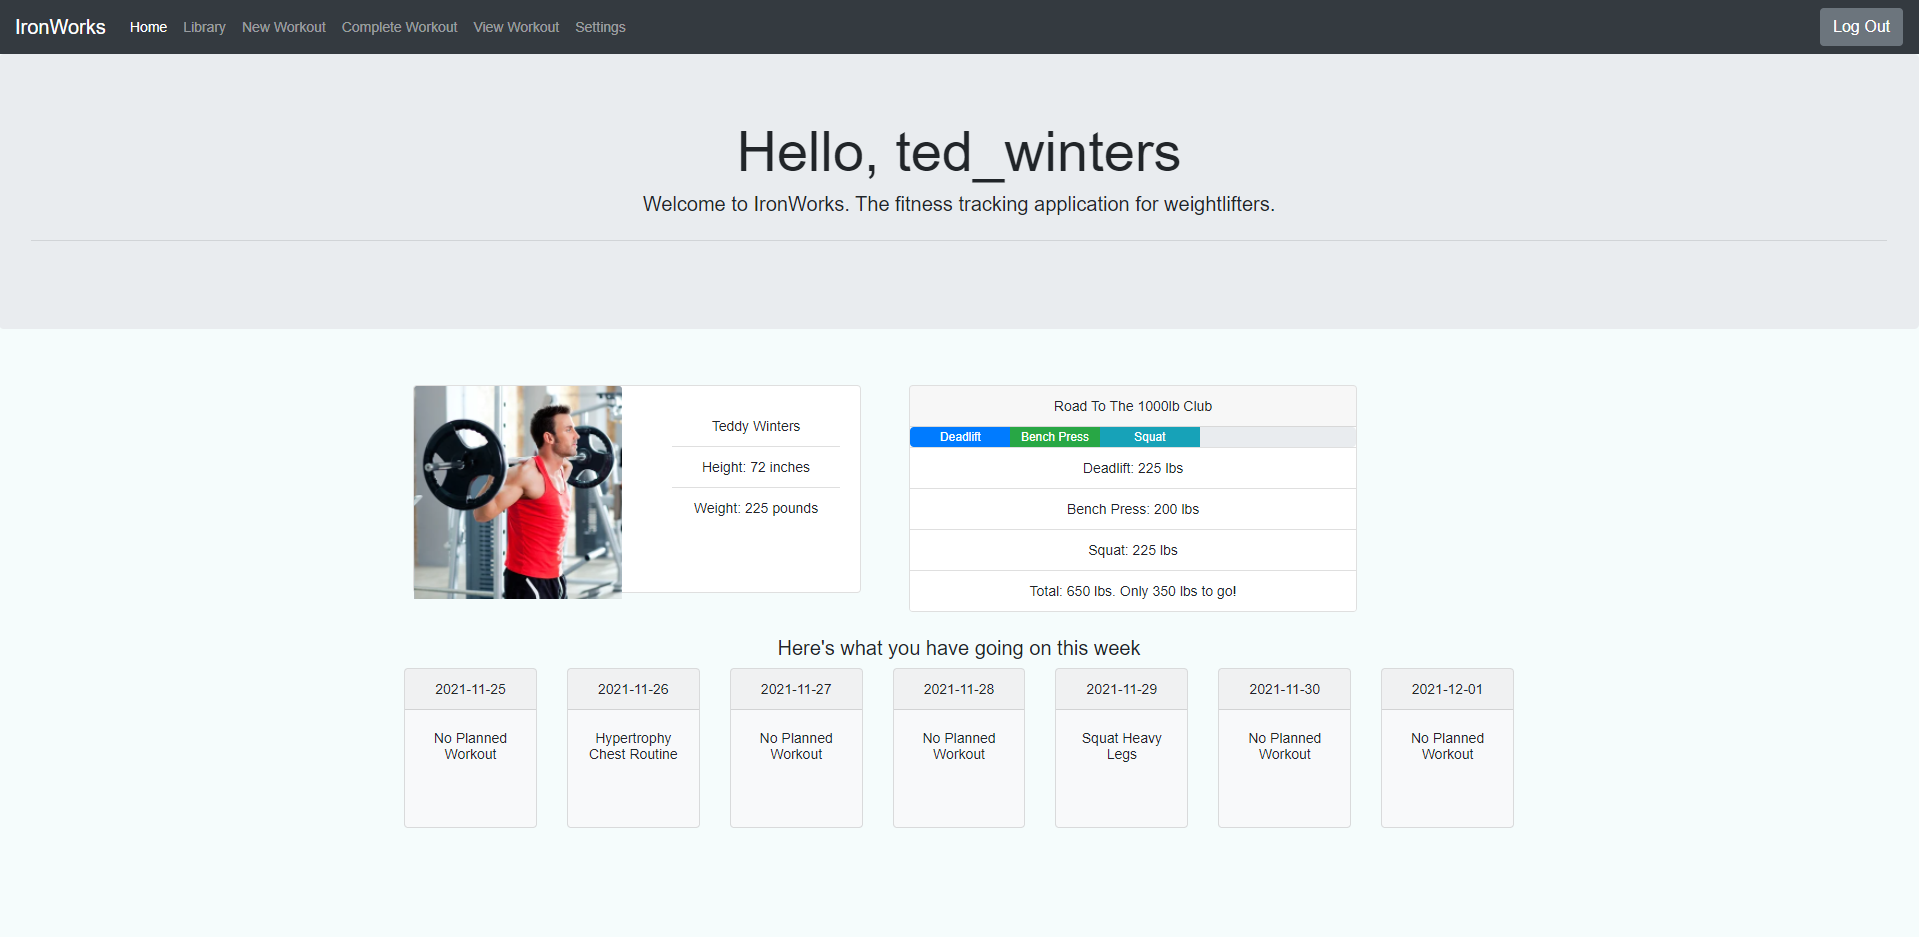 IronWorks Home Library New Workout Complete Workout View Workout Settings Log Out
Hello, ted_winters
Welcome to IronWorks. The fitness tracking application for weightlifters.
Teddy Winters
Height: 72 inches
Weight: 225 pounds
Road To The 1000lb Club
Deadlift Bench Press Squat
Deadlift: 225 lbs
Bench Press: 200 lbs
Squat: 225 lbs
Total: 650 lbs. Only 350 lbs to go!
Here's what you have going on this week
2021-11-25
No Planned
Workout
2021-11-26
Hypertrophy
Chest Routine
2021-11-27
No Planned
Workout
2021-11-28
No Planned
Workout
2021-11-29
Squat Heavy
Legs
2021-11-30
No Planned
Workout
2021-12-01
No Planned
Workout